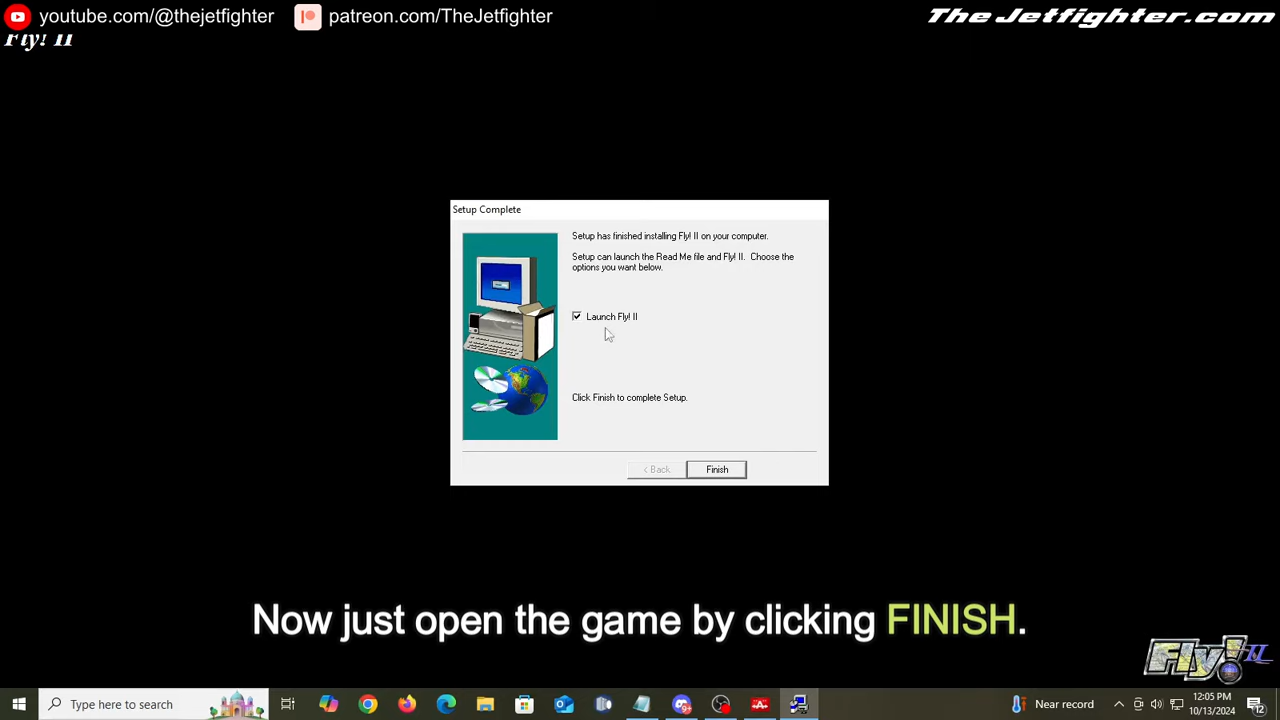 youtube.com/@thejetfighter
patreon.com/TheJetfighter
TheJetfighter.com
Fly! II
Setup Complete
Setup has finished installing Fly! II on your computer.
Setup can launch the Read Me file and Fly! II. Choose the
options you want below.
Launch Fly! II
Click Finish to complete Setup.
< Back
Finish
Now just open the game by clicking FINISH.
Fly! II
Type here to search
Near record
12:05 PM
10/13/2024
12